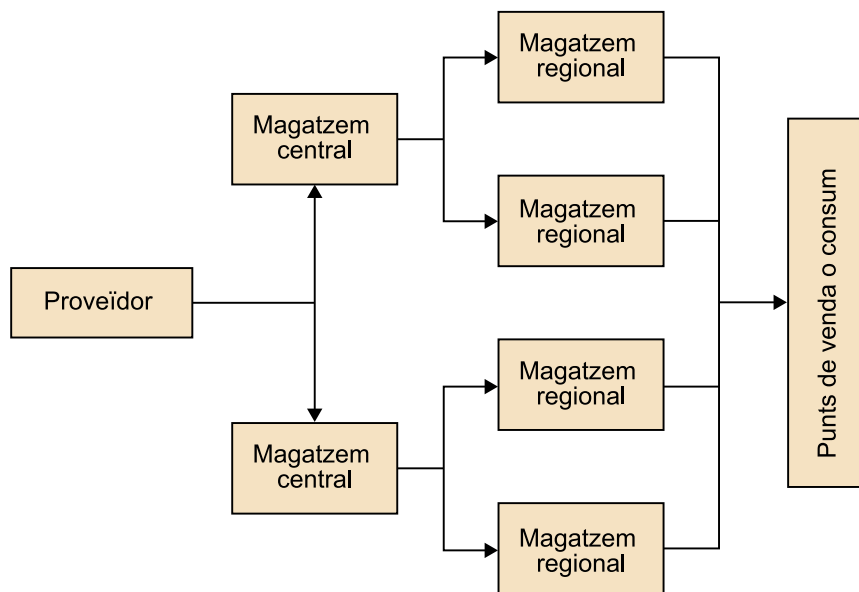 Proveïdor
Magatzem
central
Magatzem
central
Magatzem
regional
Magatzem
regional
Magatzem
regional
Magatzem
regional
Punts de venda o consum